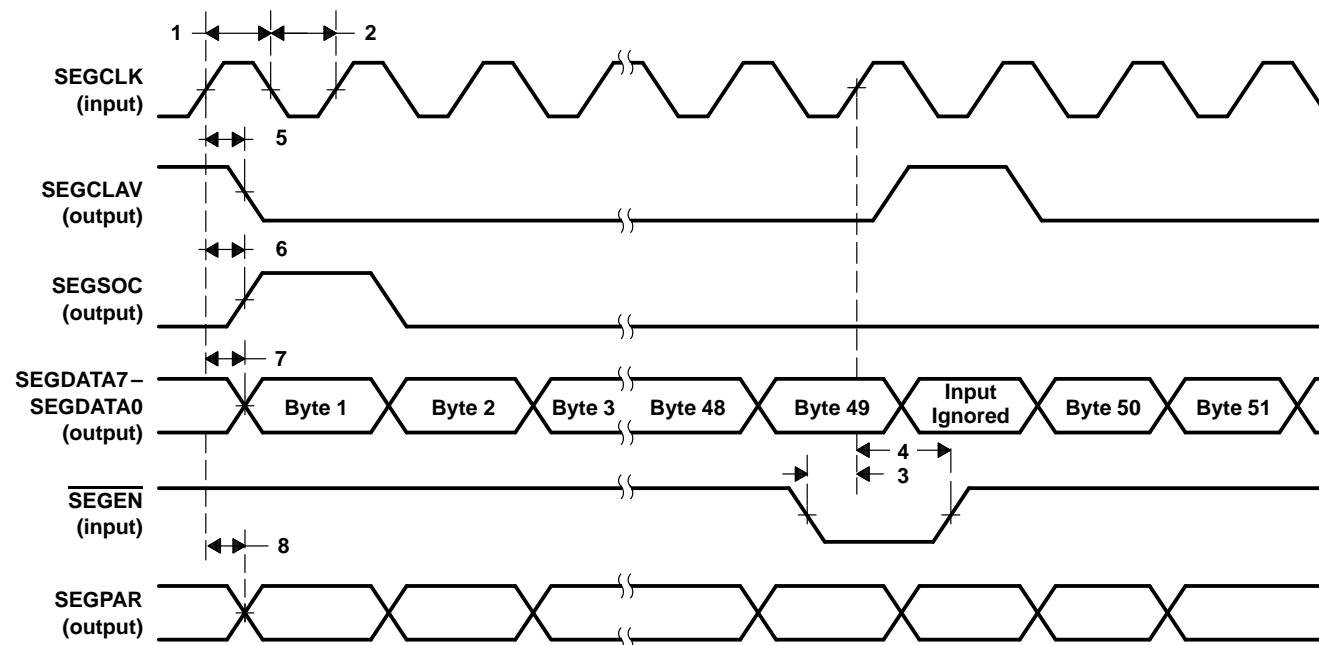 1
2
SEGCLK
(input)
5
SEGCLAV
(output)
6
SEGSOC
(output)
7
SEGDATA7–
SEGDATA0
(output)
Byte 1
Byte 2
Byte 3
Byte 48
Byte 49
Input
Ignored
Byte 50
Byte 51
4
3
SEGEN
(input)
8
SEGPAR
(output)